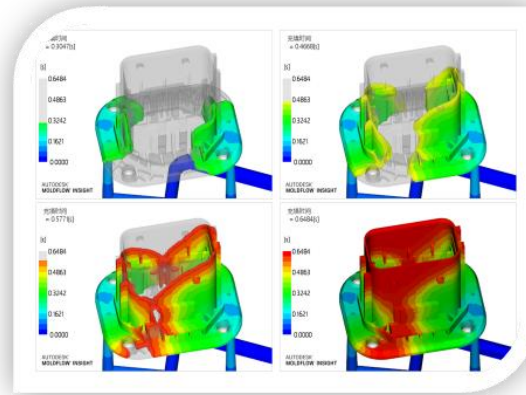 充填时间
[s]
0.6484
0.4863
0.3242
0.1621
0.0000
AUTODESK
MOLDFLOW INSIGHT
充填时间
= 0.4668[s]
[s]
0.6484
0.4863
0.3242
0.1621
0.0000
AUTODESK
MOLDFLOW INSIGHT
充填时间
= 0.577[s]
[s]
0.6484
0.4863
0.3242
0.1621
0.0000
AUTODESK
MOLDFLOW INSIGHT
充填时间
= 0.6484[s]
[s]
0.6484
0.4863
0.3242
0.1621
0.0000
AUTODESK
MOLDFLOW INSIGHT